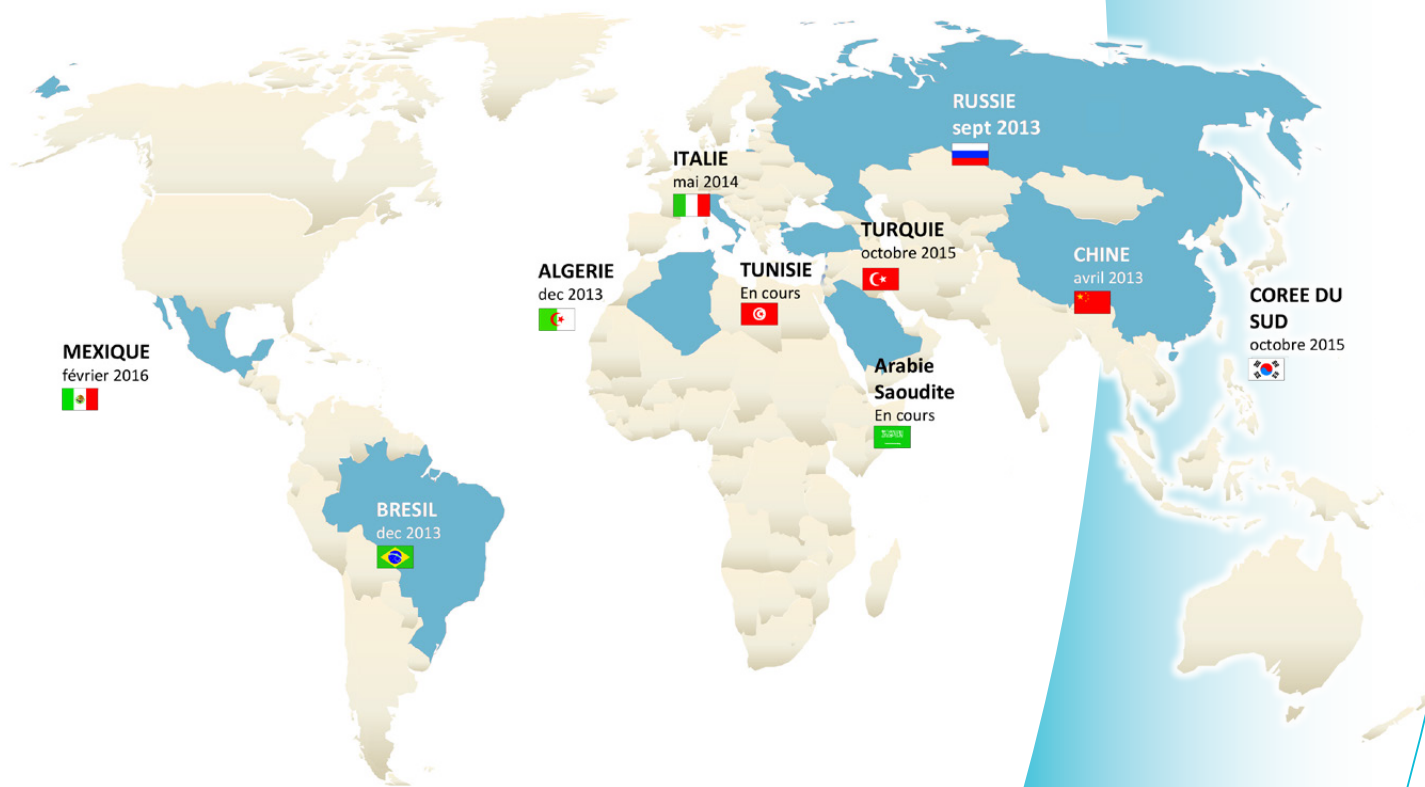 RUSSIE
sept 2013
ITALIE
mai 2014
TURQUIE
octobre 2015
CHINE
avril 2013
ALGERIE
dec 2013
TUNISIE
En cours
COREE DU
SUD
octobre 2015
MEXIQUE
février 2016
Arabie
Saoudite
En cours
BRESIL
dec 2013